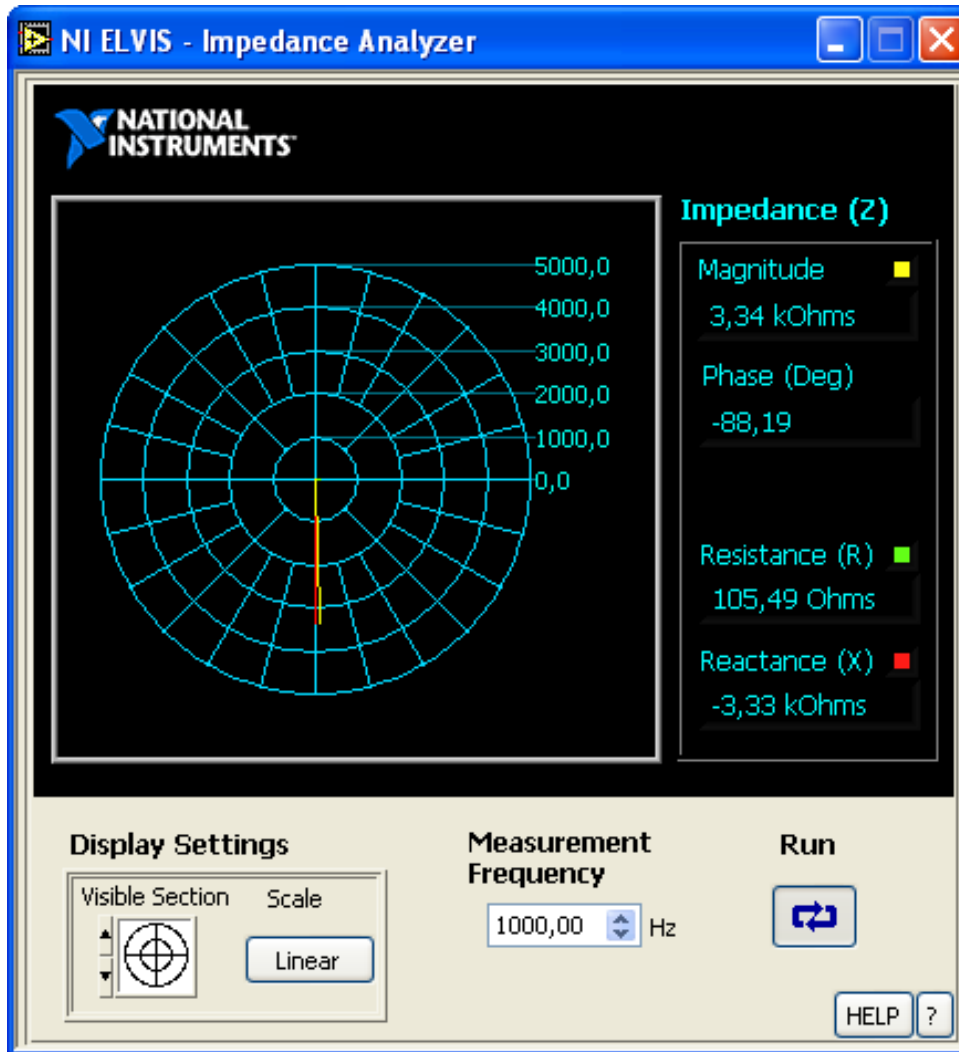 NI ELVIS - Impedance Analyzer
NATIONAL
INSTRUMENTS™
Impedance (Z)
5000,0
4000,0
3000,0
2000,0
1000,0
0,0
Magnitude
3,34 kOhms
Phase (Deg)
-88,19
Resistance (R)
105,49 Ohms
Reactance (X)
-3,33 kOhms
Display Settings
Visible Section
Scale
Linear
Measurement
Frequency
1000,00 Hz
Run
HELP ?